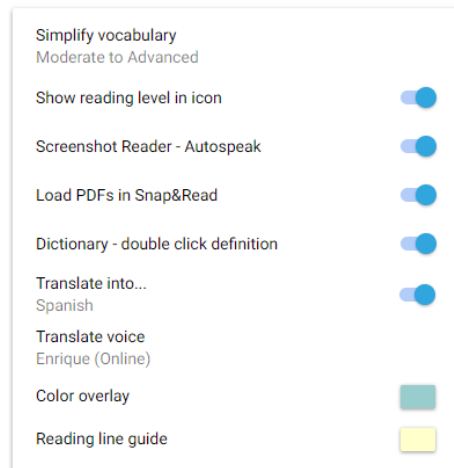 Simplify vocabulary
Moderate to Advanced
Show reading level in icon
Screenshot Reader - Autospeak
Load PDFs in Snap&Read
Dictionary - double click definition
Translate into...
Spanish
Translate voice
Enrique (Online)
Color overlay
Reading line guide